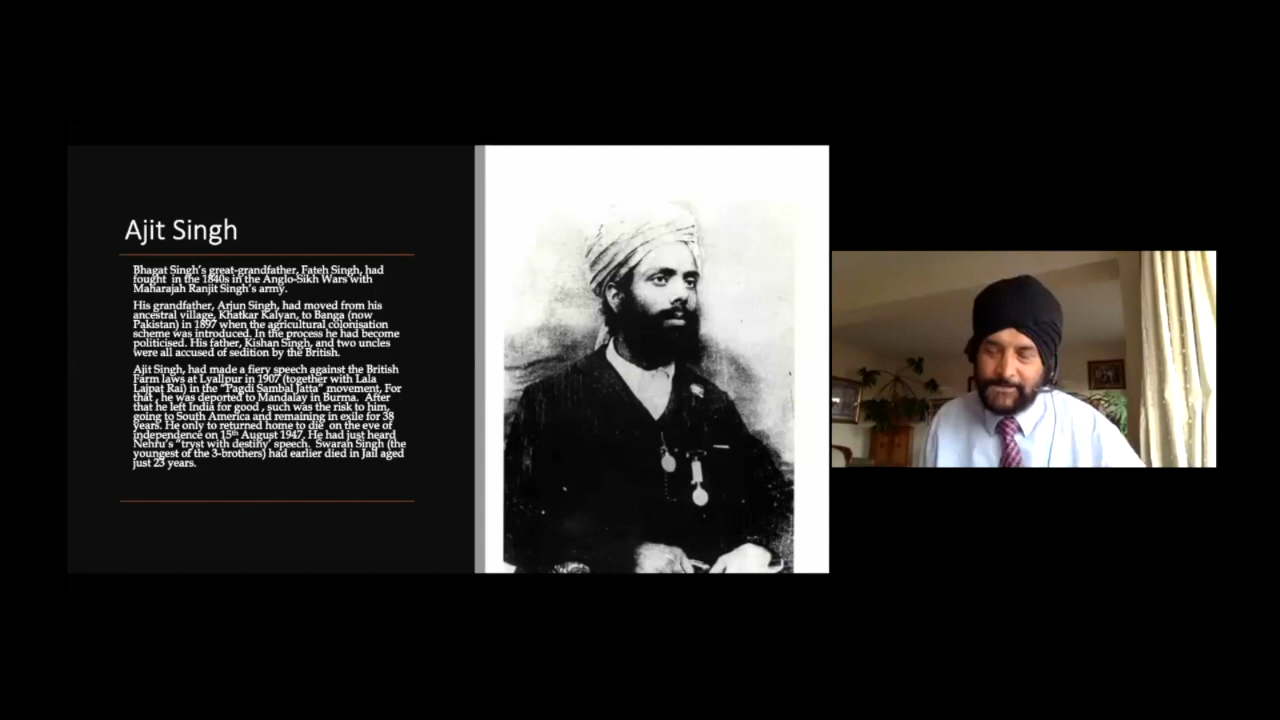 Ajit Singh
Bhagat Singh's great-grandfather, Fateh Singh, had
fought in the 1840s in the Anglo-Sikh Wars with
Maharajah Ranjit Singh's army.
His grandfather, Arjun Singh, had moved from his
ancestral village, Khatkar Kalyan, to Banga (now
Pakistan) in 1897 when the agricultural colonisation
scheme was introduced. In the process he had become
politicised. His father, Kishan Singh, and two uncles
were all accused of sedition by the British.
Ajit Singh, had made a fiery speech against the British
Farm laws at Lyallpur in 1907 (together with Lala
Lajpat Rai) in the "Pagdi Sambal Jatta" movement, For
that , he was deported to Mandalay in Burma. After
that he left India for good , such was the risk to him,
going to South America and remaining in exile for 38
years. He only to returned home to die on the eve of
independence on 15th August 1947. He had just heard
Nehru's "tryst with destiny' speech. Swaran Singh (the
youngest of the 3-brothers) had earlier died in Jail aged
just 23 years.